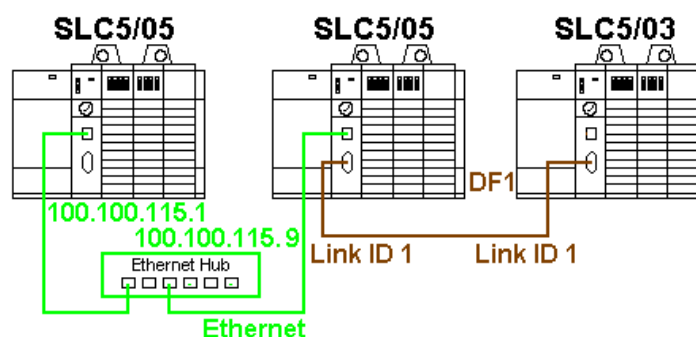 SLC5/05
SLC5/05
SLC5/03
DF1
100.100.115.1
100.100.115.9
Link ID 1
Link ID 1
Ethernet Hub
Ethernet